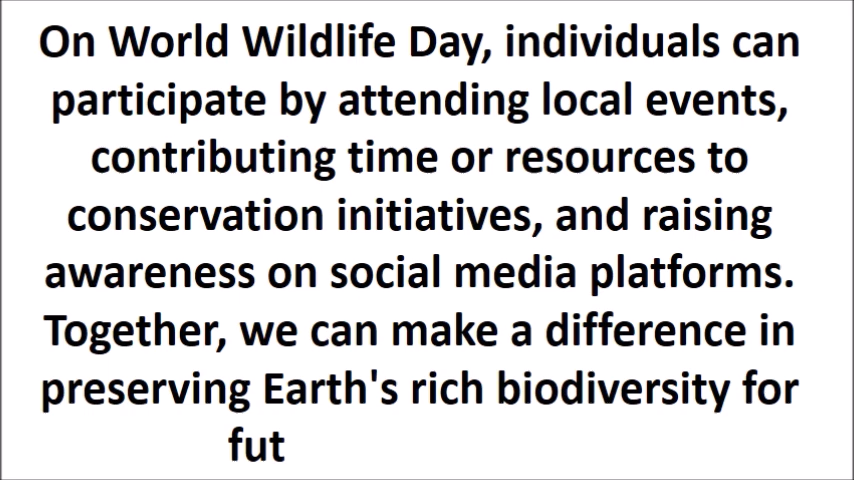 On World Wildlife Day, individuals can
participate by attending local events,
contributing time or resources to
conservation initiatives, and raising
awareness on social media platforms.
Together, we can make a difference in
preserving Earth's rich biodiversity for
fut